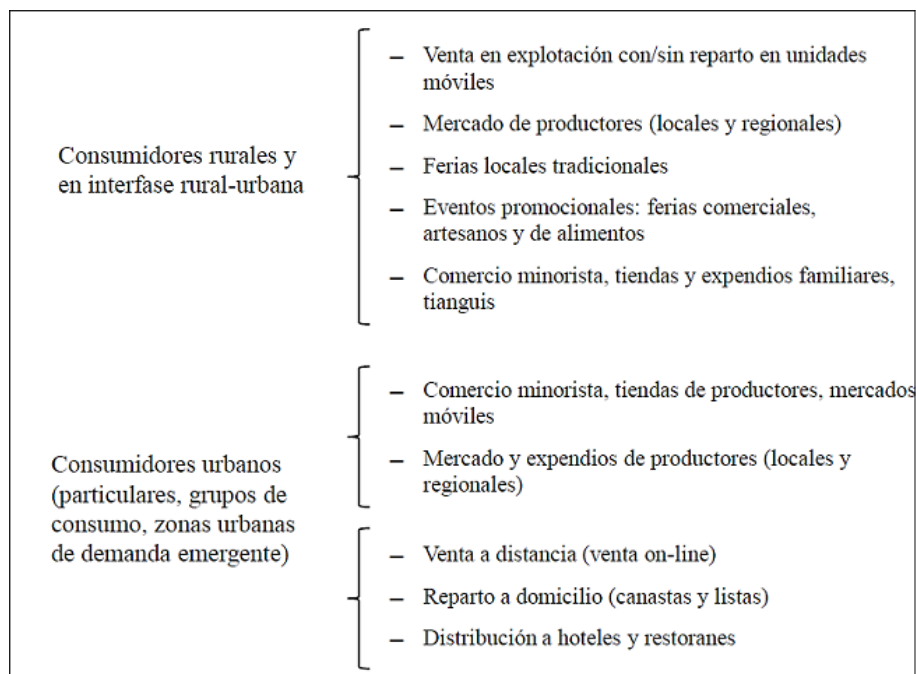 Consumidores rurales y
en interfase rural-urbana
– Venta en explotación con/sin reparto en unidades
móviles
– Mercado de productores (locales y regionales)
– Ferias locales tradicionales
– Eventos promocionales: ferias comerciales,
artesanos y de alimentos
– Comercio minorista, tiendas y expendios familiares,
tianguis
Consumidores urbanos
(particulares, grupos de
consumo, zonas urbanas
de demanda emergente)
– Comercio minorista, tiendas de productores, mercados
móviles
– Mercado y expendios de productores (locales y
regionales)
– Venta a distancia (venta on-line)
– Reparto a domicilio (canastas y listas)
– Distribución a hoteles y restoranes